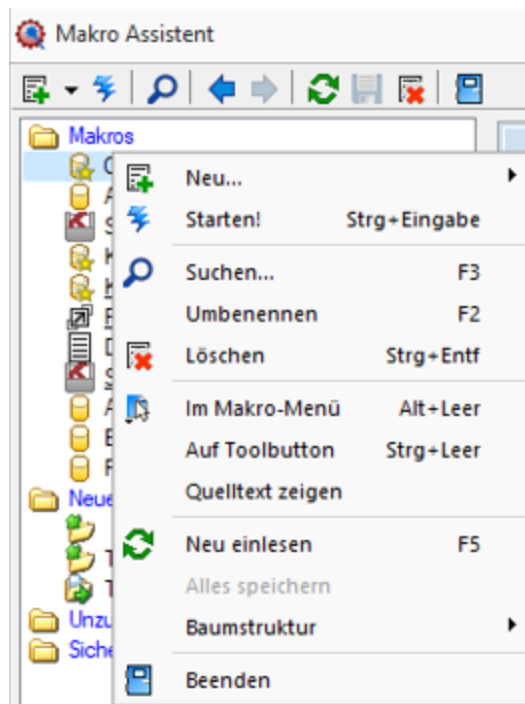 Makro Assistent
Makros
Neu...
Starten! Strg+Eingabe
Suchen... F3
Umbenennen F2
Löschen Strg+Entf
Im Makro-Menü Alt+Leer
Auf Toolbutton Strg+Leer
Quelltext zeigen
Neu einlesen F5
Alles speichern
Baumstruktur
Beenden